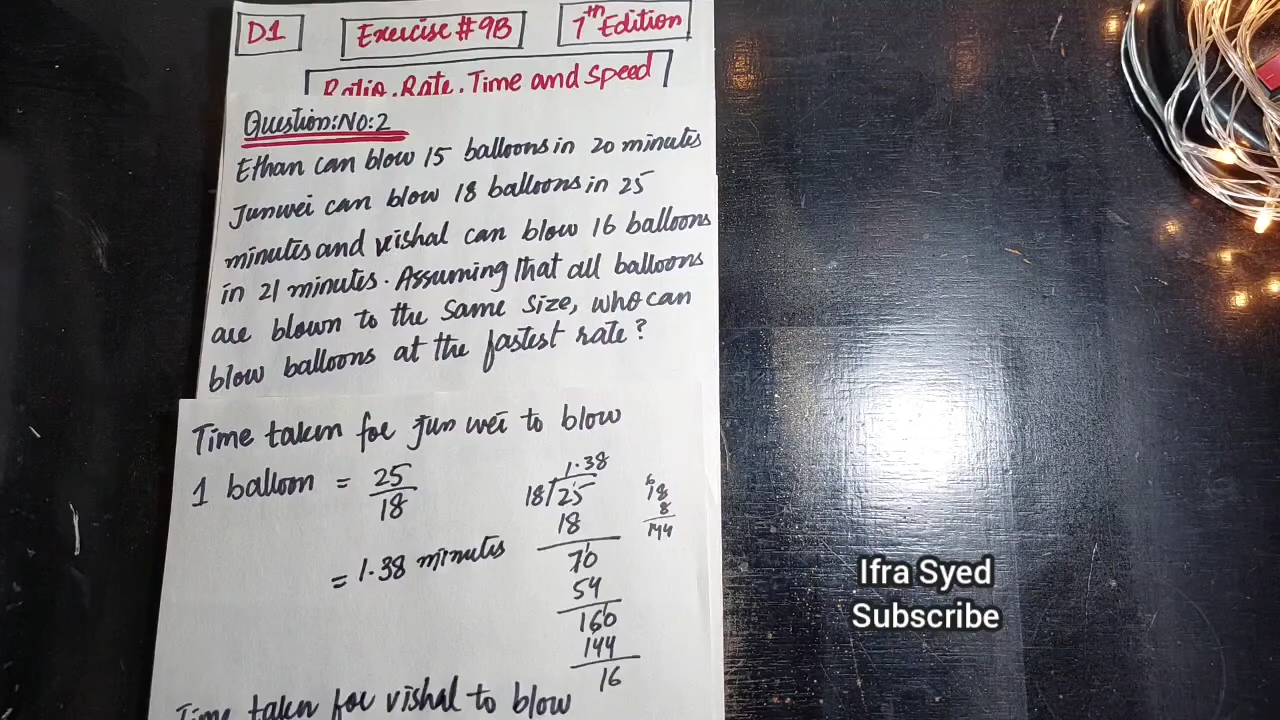 D1 Exercise #9B 7th Edition
Ratio. Rate. Time and Speed
Question:No:2
Ethan can blow 15 balloons in 20 minutes
Junwei can blow 18 balloons in 25
minutes and vishal can blow 16 balloons
in 21 minutes. Assuming that all balloons
are blown to the same size, who can
blow balloons at the fastest rate?
Time taken for Jun wei to blow
1 balloon = 25/18
= 1.38 minutes
1.38
18 25
18
70
54
160
144
16
6
18
8
144
Time taken for vishal to blow
Ifra Syed
Subscribe